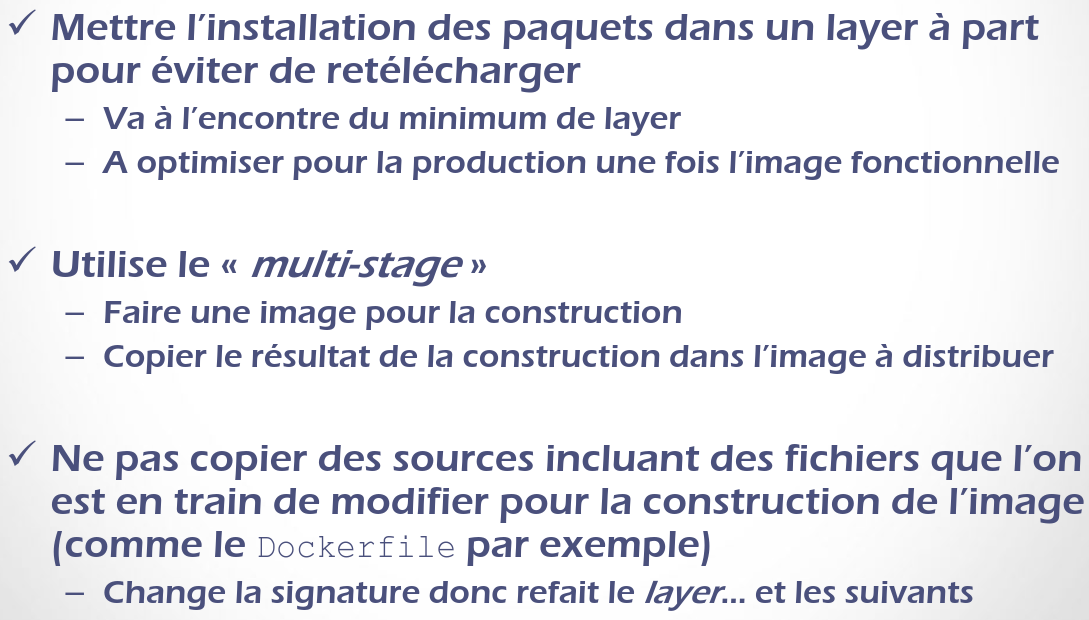 ✓ Mettre l’installation des paquets dans un layer à part
pour éviter de retélécharger
– Va à l’encontre du minimum de layer
– A optimiser pour la production une fois l’image fonctionnelle
✓ Utilise le « multi-stage »
– Faire une image pour la construction
– Copier le résultat de la construction dans l’image à distribuer
✓ Ne pas copier des sources incluant des fichiers que l’on
est en train de modifier pour la construction de l’image
(comme le Dockerfile par exemple)
– Change la signature donc refait le layer... et les suivants